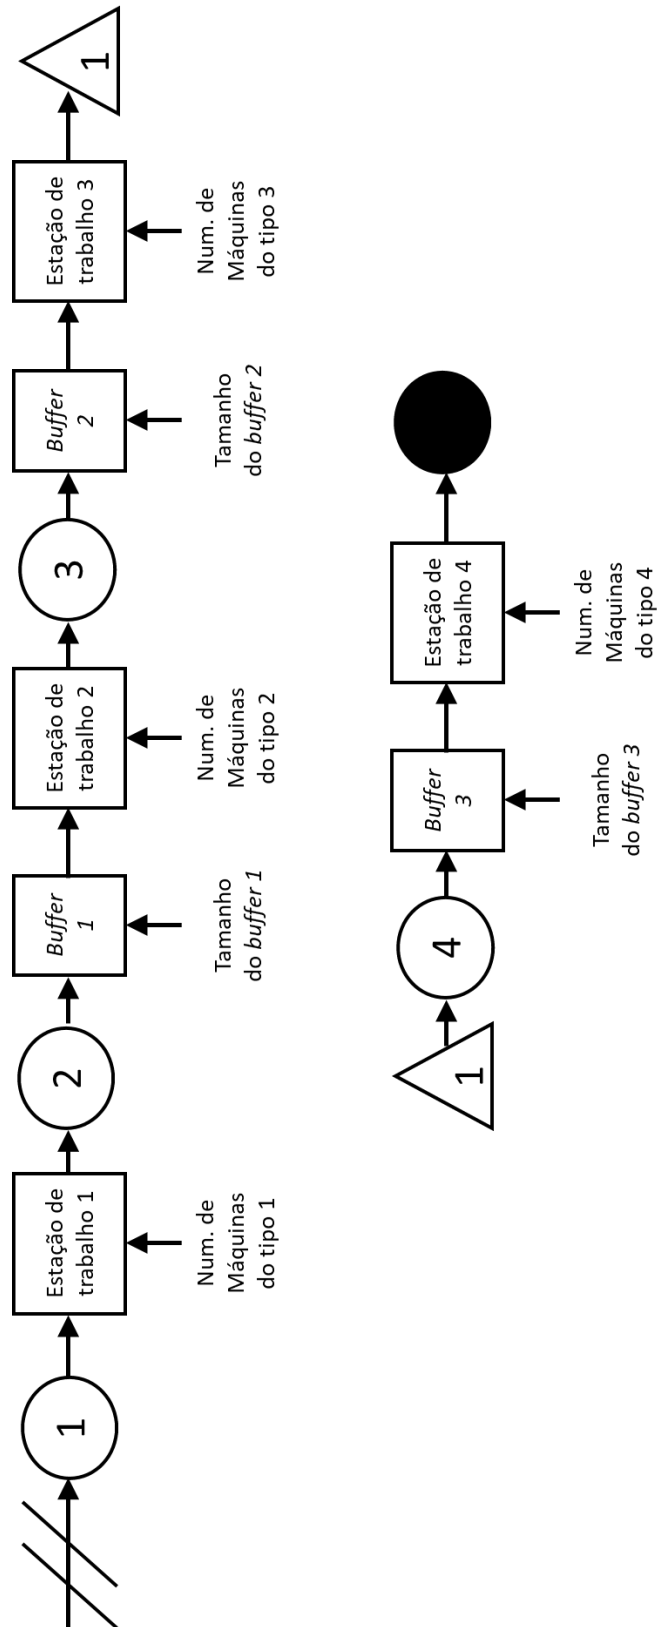 1
Estação de
trabalho 1
Num. de
Máquinas
do tipo 1
2
Buffer
1
Tamanho
do buffer 1
Estação de
trabalho 2
Num. de
Máquinas
do tipo 2
3
Buffer
2
Tamanho
do buffer 2
Estação de
trabalho 3
Num. de
Máquinas
do tipo 3
1
1
4
Buffer
3
Tamanho
do buffer 3
Estação de
trabalho 4
Num. de
Máquinas
do tipo 4